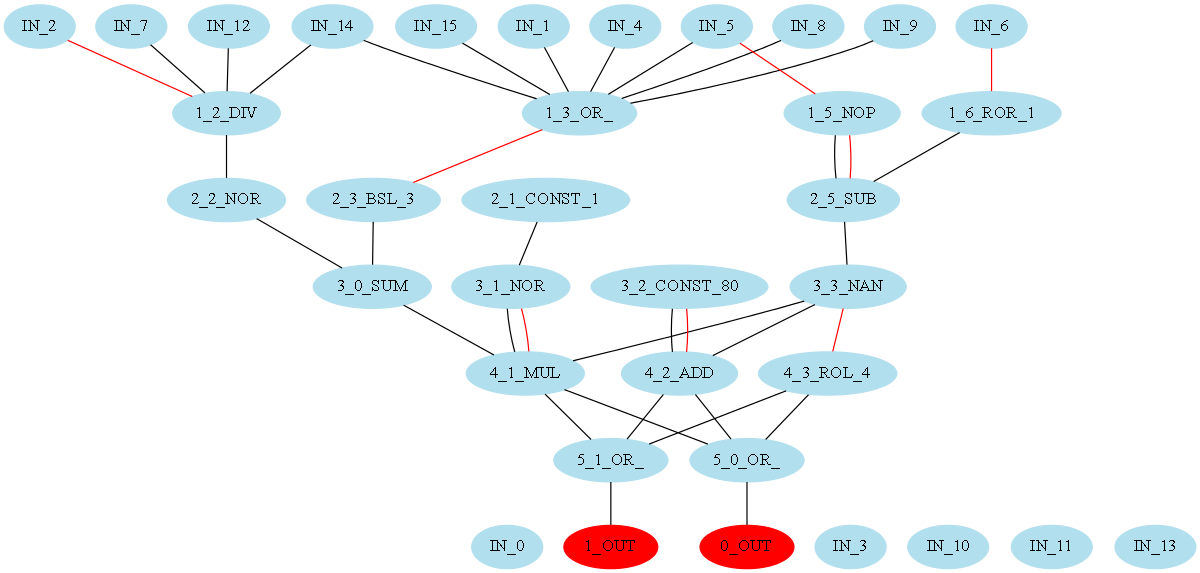 IN_2 IN_7 IN_12 IN_14 IN_15 IN_1 IN_4 IN_5 IN_8 IN_9 IN_6
1_2_DIV 1_3_OR_ 1_5_NOP 1_6_ROR_1
2_2_NOR 2_3_BSL_3 2_1_CONST_1 2_5_SUB
3_0_SUM 3_1_NOR 3_2_CONST_80 3_3_NAN
4_1_MUL 4_2_ADD 4_3_ROL_4
5_1_OR_ 5_0_OR_
IN_0 1_OUT 0_OUT IN_3 IN_10 IN_11 IN_13